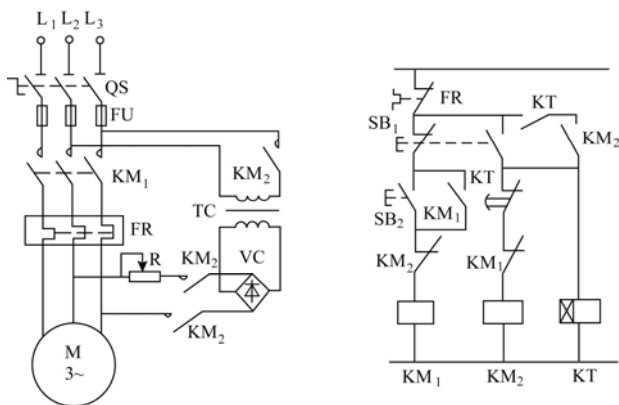 L1 L2 L3
QS
FU
KM1
KM2
TC
FR
R
KM2
VC
KM2
M
3~
FR
KT
SB1
KM2
KT
SB2
KM1
KM2
KM1
KM1 KM2 KT